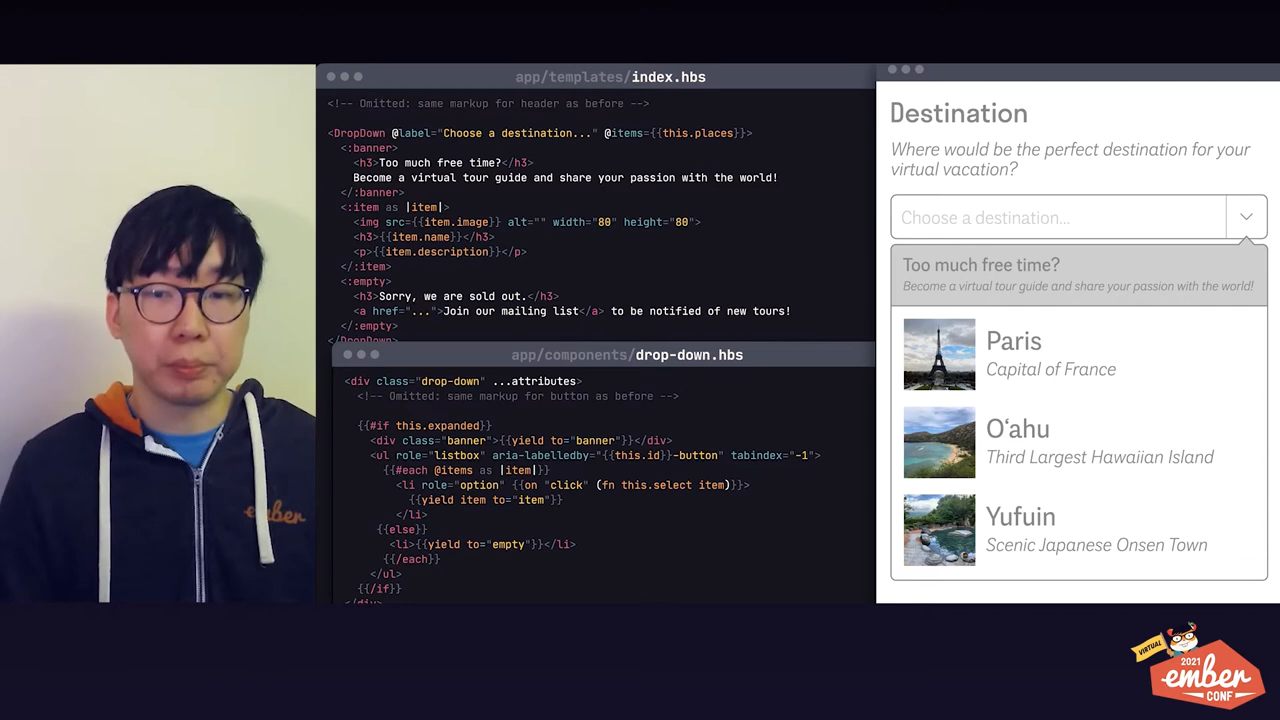 app/templates/index.hbs
<!-- Omitted: same markup for header as before -->
<DropDown @label="Choose a destination..." @items={{this.places}}>
<:banner>
<h3>Too much free time?</h3>
Become a virtual tour guide and share your passion with the world!
</:banner>
<:item as |item|>
<img src={{item.image}} alt="" width="80" height="80">
<h3>{{item.name}}</h3>
<p>{{item.description}}</p>
</:item>
<:empty>
<h3>Sorry, we are sold out.</h3>
<a href="...">Join our mailing list</a> to be notified of new tours!
</:empty>
</DropDown>
app/components/drop-down.hbs
<div class="drop-down" ...attributes>
<!-- Omitted: same markup for button as before -->
{{#if this.expanded}}
<div class="banner">{{yield to="banner"}}</div>
<ul role="listbox" aria-labelledby="{{this.id}}-button" tabindex="-1">
{{#each @items as |item|}}
<li role="option" {{on "click" (fn this.select item)}}>
{{yield item to="item"}}
</li>
{{else}}
<li>{{yield to="empty"}}</li>
{{/each}}
</ul>
{{/if}}
</div>
Destination
Where would be the perfect destination for your
virtual vacation?
Choose a destination...
Too much free time?
Become a virtual tour guide and share your passion with the world!
Paris
Capital of France
Oʻahu
Third Largest Hawaiian Island
Yufuin
Scenic Japanese Onsen Town
ember
VIRTUAL
2021
ember
CONF